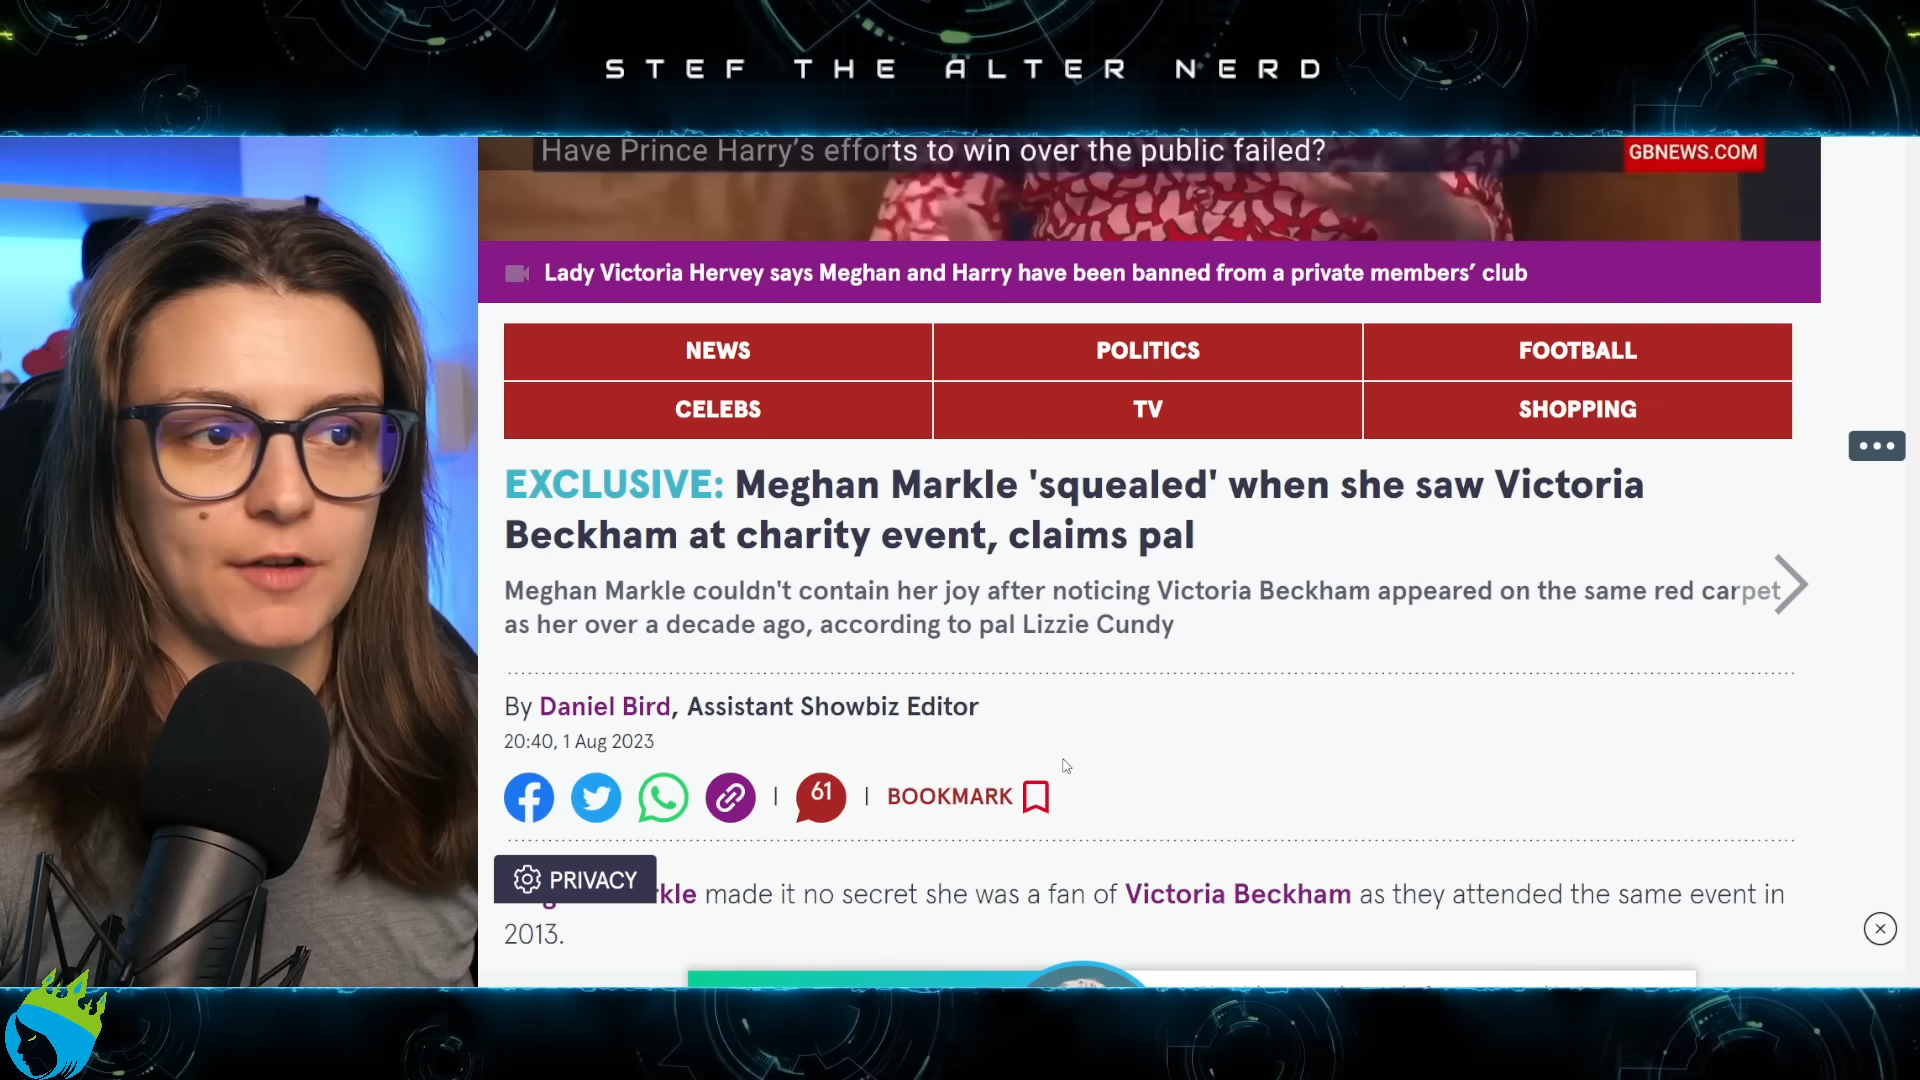 STEF THE ALTER NERD
Have Prince Harry's efforts to win over the public failed?
GBNEWS.COM
Lady Victoria Hervey says Meghan and Harry have been banned from a private members' club
NEWS
POLITICS
FOOTBALL
CELEBS
TV
SHOPPING
EXCLUSIVE: Meghan Markle 'squealed' when she saw Victoria
Beckham at charity event, claims pal
Meghan Markle couldn't contain her joy after noticing Victoria Beckham appeared on the same red carpet
as her over a decade ago, according to pal Lizzie Cundy
By Daniel Bird, Assistant Showbiz Editor
20:40, 1 Aug 2023
61
BOOKMARK
PRIVACY
rkle made it no secret she was a fan of Victoria Beckham as they attended the same event in
2013.